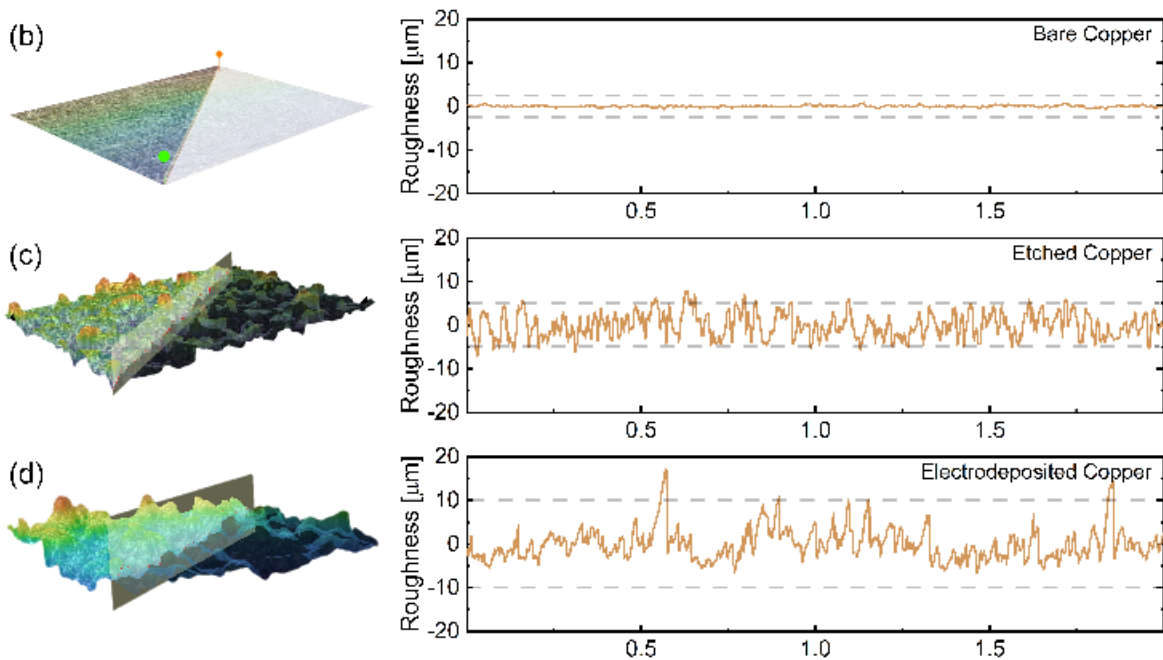 (b)
Roughness [μm]
20
10
0
-10
-20
Bare Copper
0.5 1.0 1.5
(c)
Roughness [μm]
20
10
0
-10
-20
Etched Copper
0.5 1.0 1.5
(d)
Roughness [μm]
20
10
0
-10
-20
Electrodeposited Copper
0.5 1.0 1.5